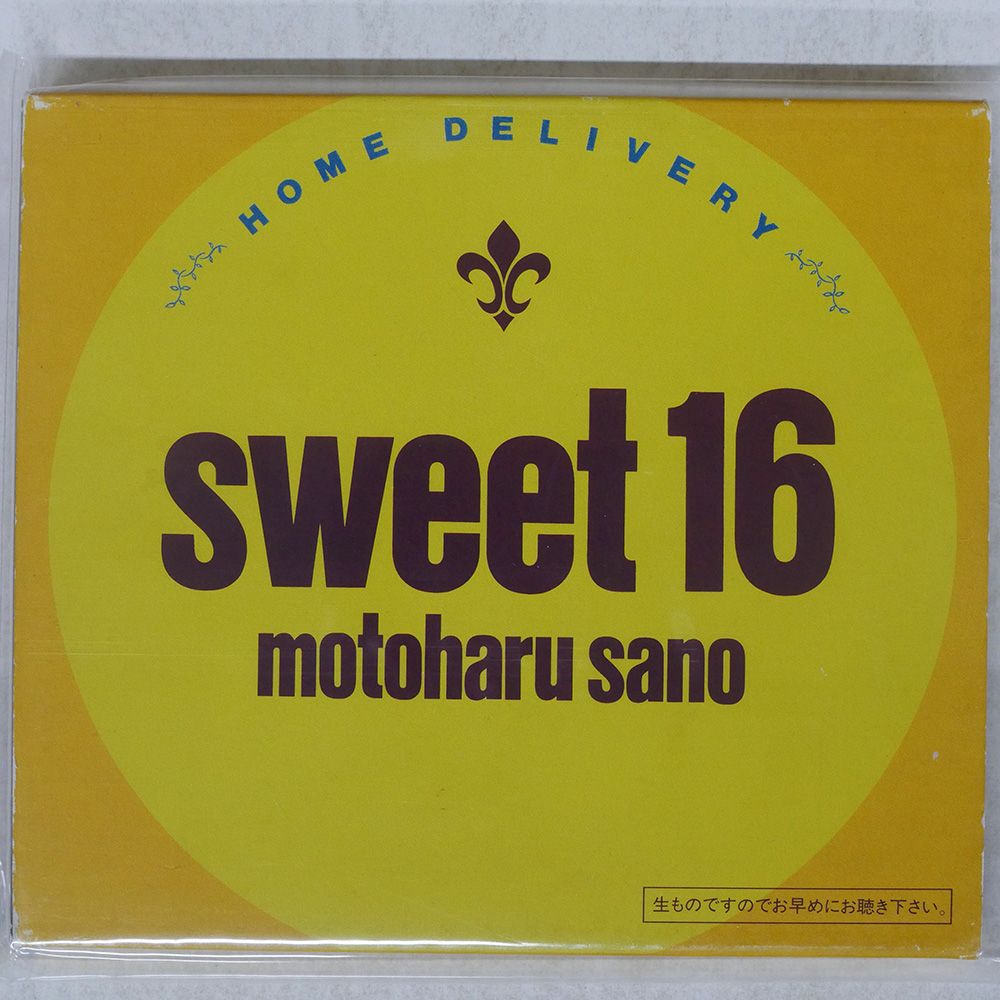 HOME DELIVERY
sweet 16
motoharu sano
生ものですのでお早めにお聴き下さい。